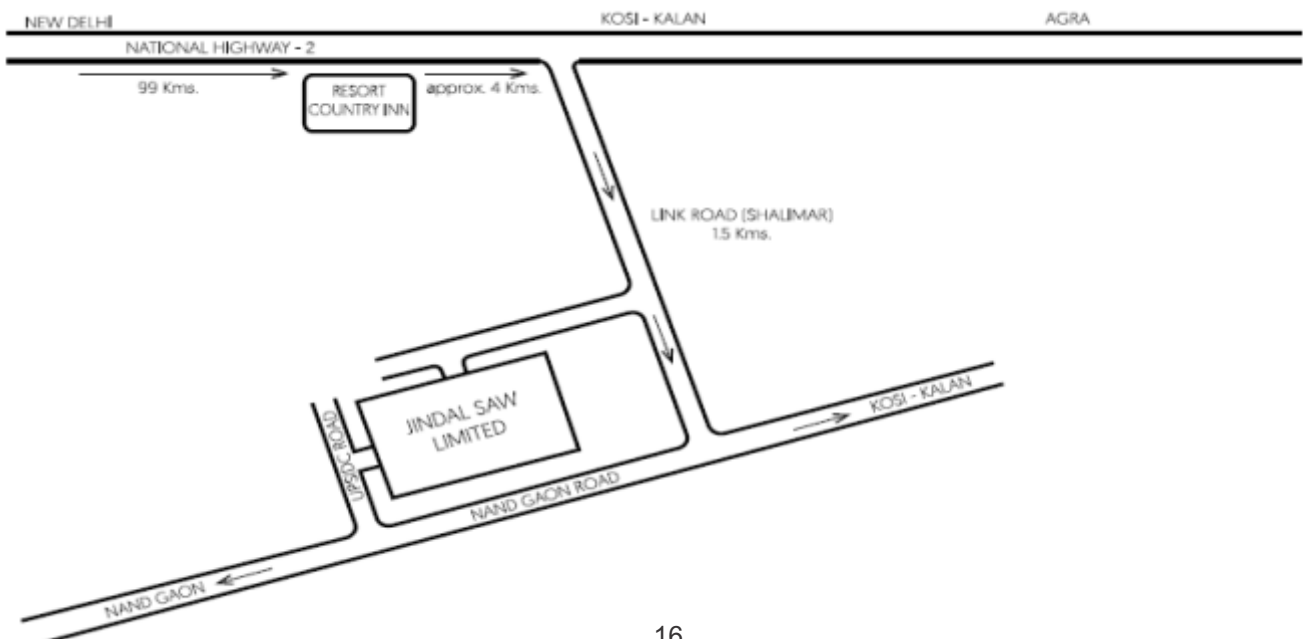 NEW DELHI
KOSI - KALAN
AGRA
NATIONAL HIGHWAY - 2
99 Kms.
RESORT
COUNTRY INN
approx. 4 Kms.
LINK ROAD (SHALIMAR)
1.5 Kms.
JINDAL SAW
LIMITED
UPSIDC ROAD
KOSI - KALAN
NAND GAON ROAD
NAND GAON
16